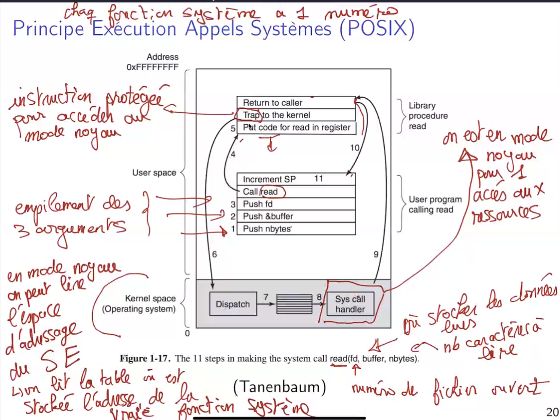 chaq fonction système a 1 numéro
Principe Exécution Appels Systèmes (POSIX)
Address
0xFFFFFFFF
instruction protégée
pour accéder aux
mode noyau
Return to caller
Trap to the kernel
5 Put code for read in register
Library
procedure
read
4
10
User space
on est en mode
noyau
pour 1
accès aux
ressources
Increment SP 11
Call read
3 Push fd
2 Push &buffer
1 Push nbytes
User program
calling read
empilement des
3 arguments
6
9
en mode noyau
on peut lire
l'espace
d'adressage
du SE
Kernel space
(Operating system)
0
Dispatch
7
8
Sys call
handler
où stocker les données
lues
nb caractères à
lire
Figure 1-17. The 11 steps in making the system call read(fd, buffer, nbytes).
numéro de fichier ouvert
(Tanenbaum)
↳on lit la table où est
stockée l'adresse de la
vraie fonction système
20